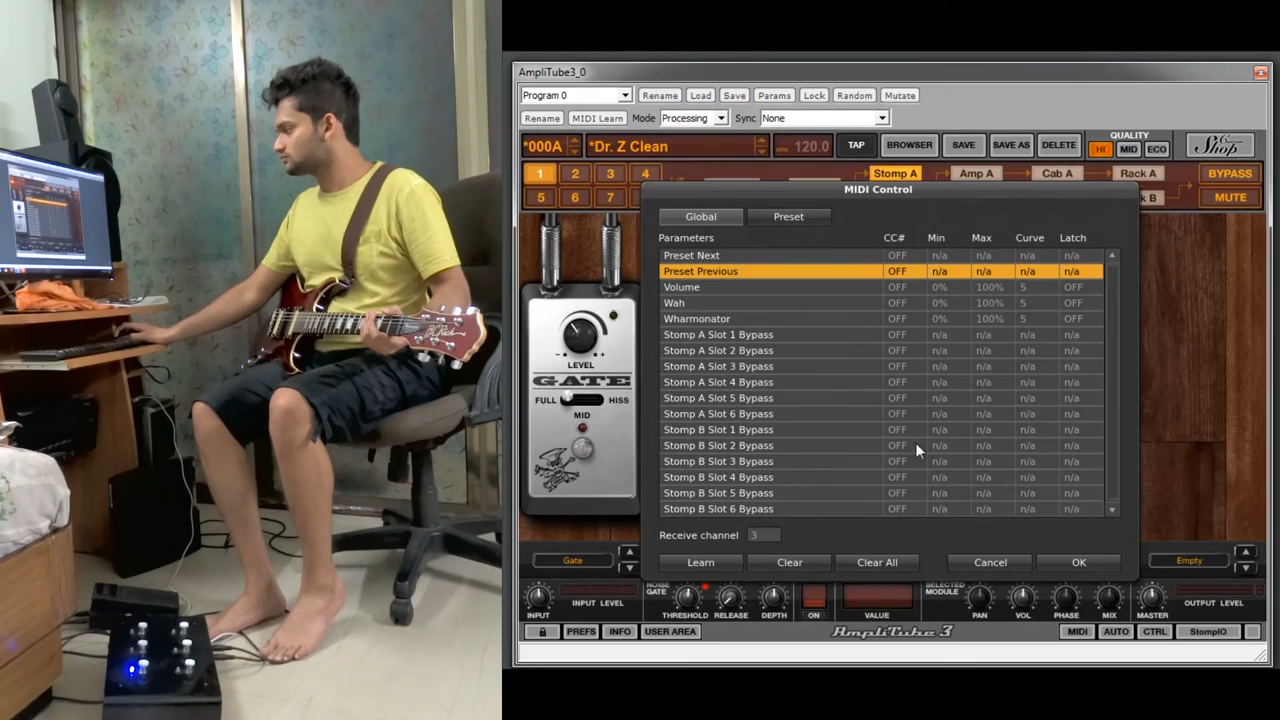 AmpliTube3_0
Program 0 Rename Load Save Params Lock Random Mutate
Rename MIDI Learn Mode Processing Sync None
*000A *Dr. Z Clean BPM 120.0 TAP BROWSER SAVE SAVE AS DELETE QUALITY HI MID ECO Custom Shop
1 2 3 4 Stomp A Amp A Cab A Rack A BYPASS
5 6 7 k B MUTE
MIDI Control
Global Preset
Parameters CC# Min Max Curve Latch
Preset Next OFF n/a n/a n/a n/a
Preset Previous OFF n/a n/a n/a n/a
Volume OFF 0% 100% 5 OFF
Wah OFF 0% 100% 5 OFF
Wharmonator OFF 0% 100% 5 OFF
Stomp A Slot 1 Bypass OFF n/a n/a n/a n/a
Stomp A Slot 2 Bypass OFF n/a n/a n/a n/a
Stomp A Slot 3 Bypass OFF n/a n/a n/a n/a
Stomp A Slot 4 Bypass OFF n/a n/a n/a n/a
Stomp A Slot 5 Bypass OFF n/a n/a n/a n/a
Stomp A Slot 6 Bypass OFF n/a n/a n/a n/a
Stomp B Slot 1 Bypass OFF n/a n/a n/a n/a
Stomp B Slot 2 Bypass OFF n/a n/a n/a n/a
Stomp B Slot 3 Bypass OFF n/a n/a n/a n/a
Stomp B Slot 4 Bypass OFF n/a n/a n/a n/a
Stomp B Slot 5 Bypass OFF n/a n/a n/a n/a
Stomp B Slot 6 Bypass OFF n/a n/a n/a n/a
Receive channel 3
Learn Clear Clear All Cancel OK
- +
LEVEL
GATE
FULL HISS
MID
Gate Empty
INPUT INPUT LEVEL NOISE GATE THRESHOLD RELEASE DEPTH ON VALUE SELECTED MODULE PAN VOL PHASE MIX MASTER OUTPUT LEVEL
PREFS INFO USER AREA AmpliTube 3 MIDI AUTO CTRL StompIO
B.C. Rich